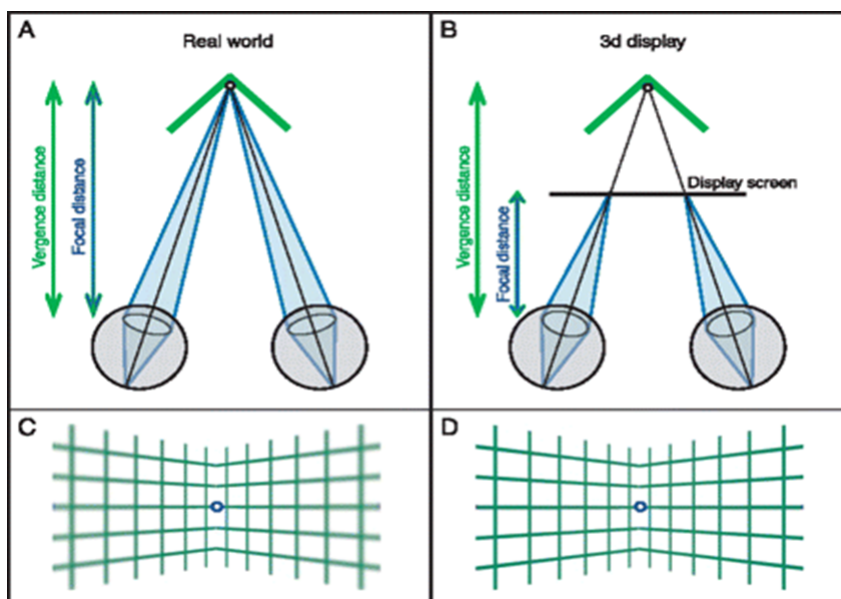 A
Real world
Vergence distance
Focal distance
B
3d display
Vergence distance
Focal distance
Display screen
C
D